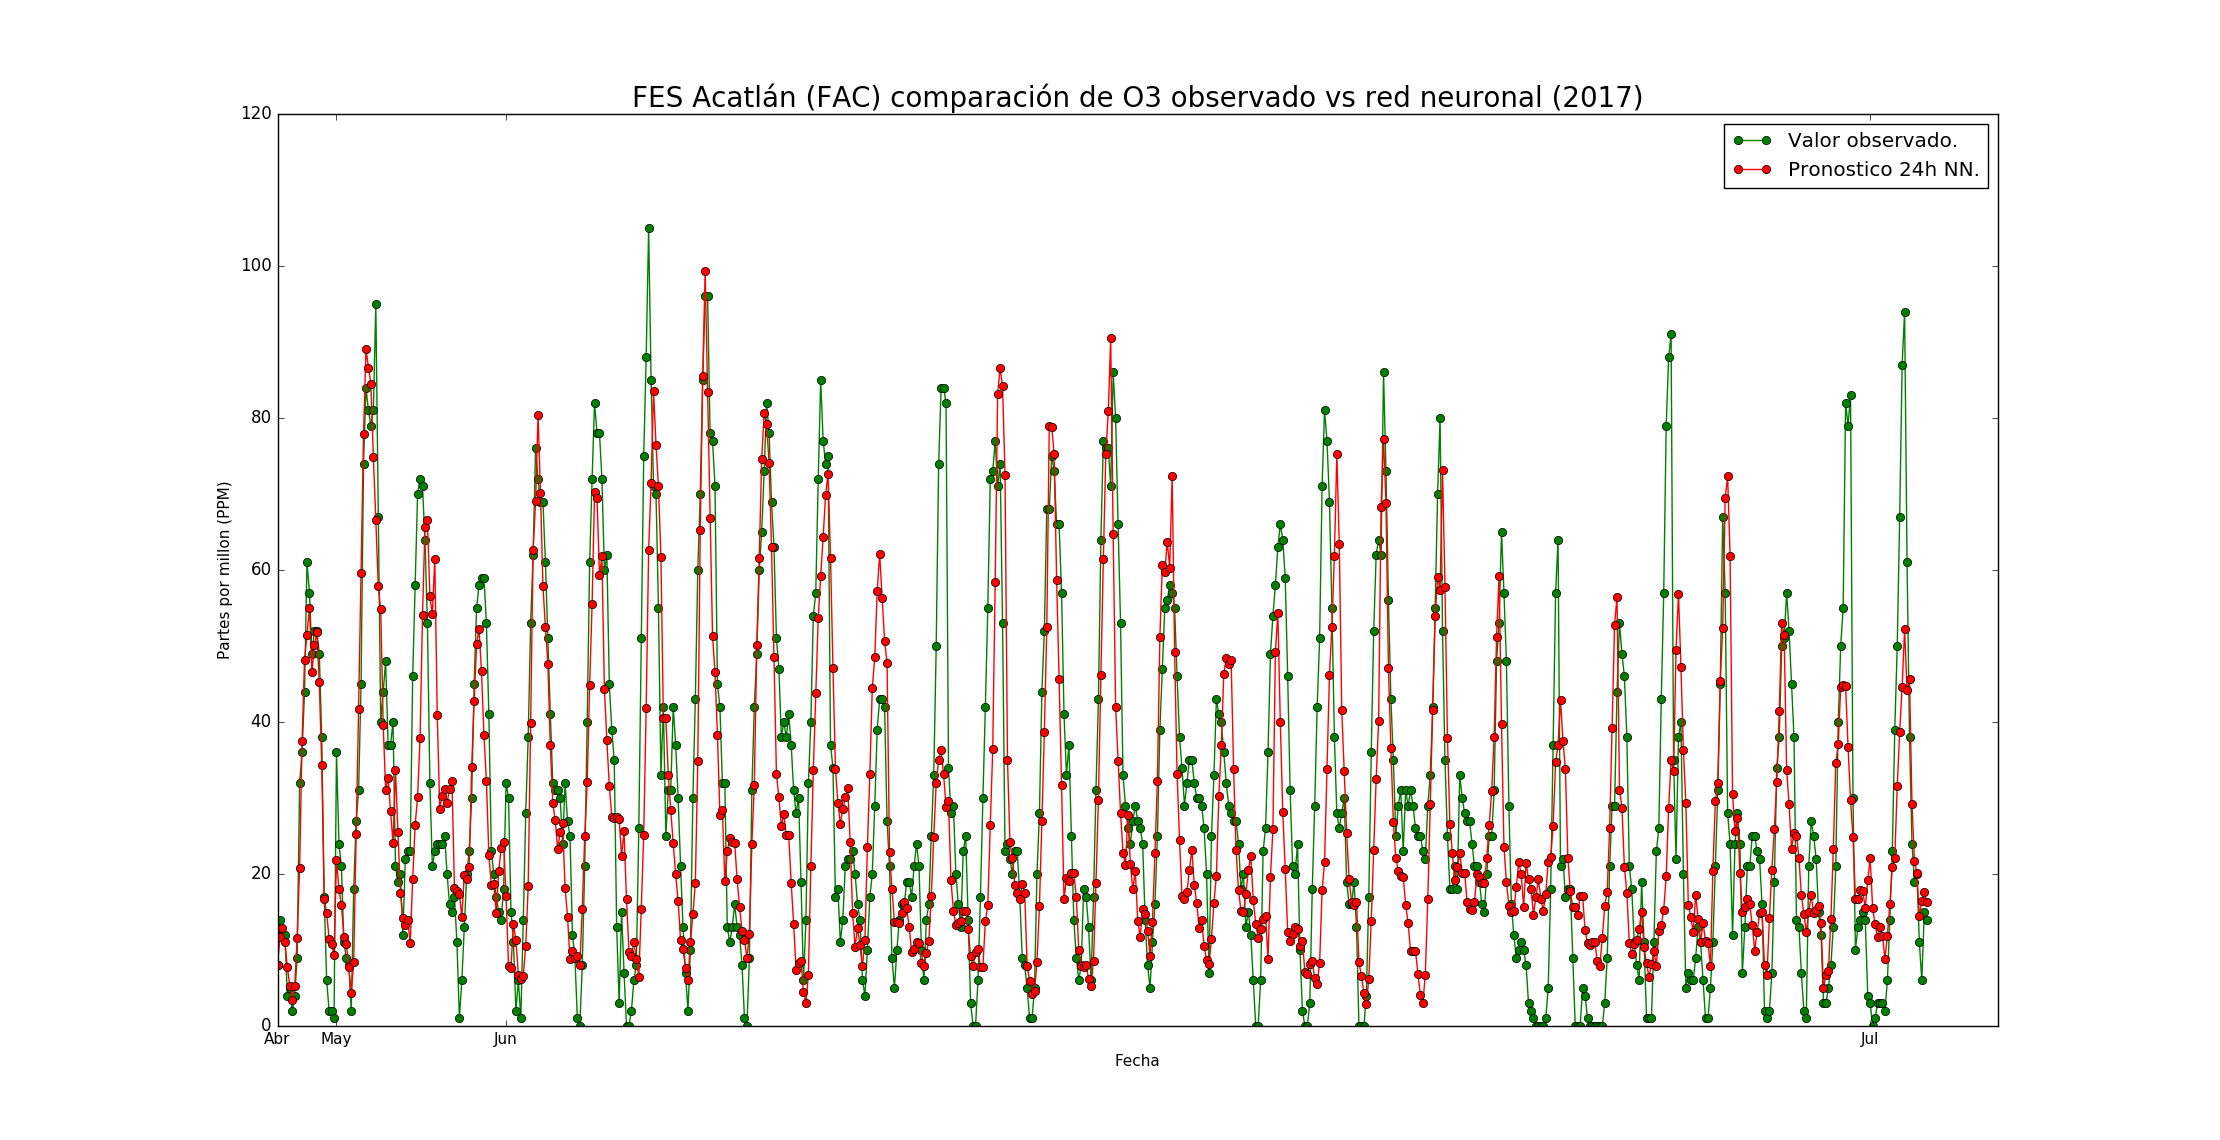 FES Acatlán (FAC) comparación de O3 observado vs red neuronal (2017)
120
100
80
60
40
20
0
Partes por millon (PPM)
Valor observado.
Pronostico 24h NN.
Abr May Jun Jul
Fecha